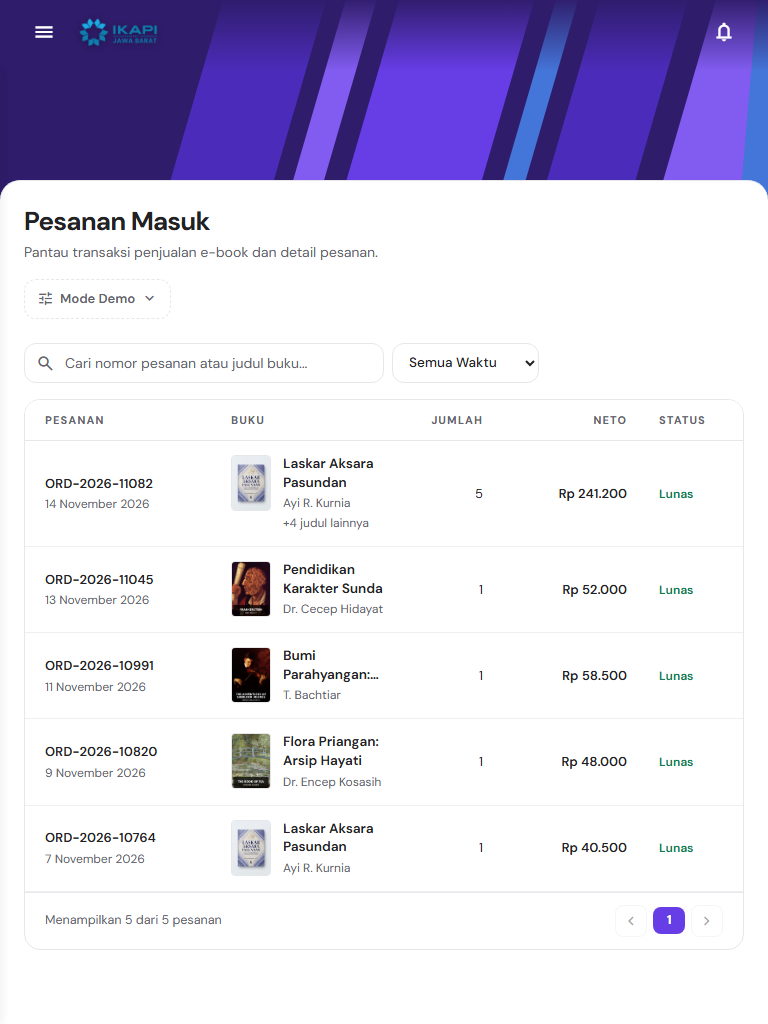 IKAPI
JAWA BARAT
Pesanan Masuk
Pantau transaksi penjualan e-book dan detail pesanan.
Mode Demo
Cari nomor pesanan atau judul buku...
Semua Waktu
PESANAN BUKU JUMLAH NETO STATUS
ORD-2026-11082
14 November 2026
LASKAR
AKSARA
PASUNDAN
Laskar Aksara
Pasundan
Ayi R. Kurnia
+4 judul lainnya
5
Rp 241.200
Lunas
ORD-2026-11045
13 November 2026
Pendidikan
Karakter Sunda
Dr. Cecep Hidayat
1
Rp 52.000
Lunas
ORD-2026-10991
11 November 2026
Bumi
Parahyangan:...
T. Bachtiar
1
Rp 58.500
Lunas
ORD-2026-10820
9 November 2026
Flora Priangan:
Arsip Hayati
Dr. Encep Kosasih
1
Rp 48.000
Lunas
ORD-2026-10764
7 November 2026
LASKAR
AKSARA
PASUNDAN
Laskar Aksara
Pasundan
Ayi R. Kurnia
1
Rp 40.500
Lunas
Menampilkan 5 dari 5 pesanan
1